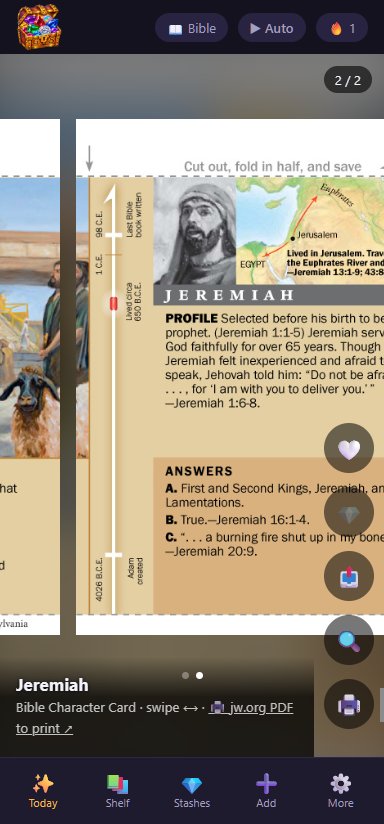 Bible
Auto
1
2 / 2
Cut out, fold in half, and save
98 C.E.
Last Bible
book written
1 C.E.
Lived circa
650 B.C.E.
4026 B.C.E.
Adam
created
Euphrates
Jerusalem
EGYPT
Lived in Jerusalem. Trav
the Euphrates River and
—Jeremiah 13:1-9; 43:8
JEREMIAH
PROFILE Selected before his birth to be
prophet. (Jeremiah 1:1-5) Jeremiah serv
God faithfully for over 65 years. Though
Jeremiah felt inexperienced and afraid t
speak, Jehovah told him: “Do not be afra
. . . , for ‘I am with you to deliver you.’ ”
—Jeremiah 1:6-8.
ANSWERS
A. First and Second Kings, Jeremiah, an
Lamentations.
B. True.—Jeremiah 16:1-4.
C. “. . . a burning fire shut up in my bone
—Jeremiah 20:9.
hat
d
ylvania
Jeremiah
Bible Character Card · swipe ↔ · jw.org PDF
to print ↗
Today
Shelf
Stashes
Add
More